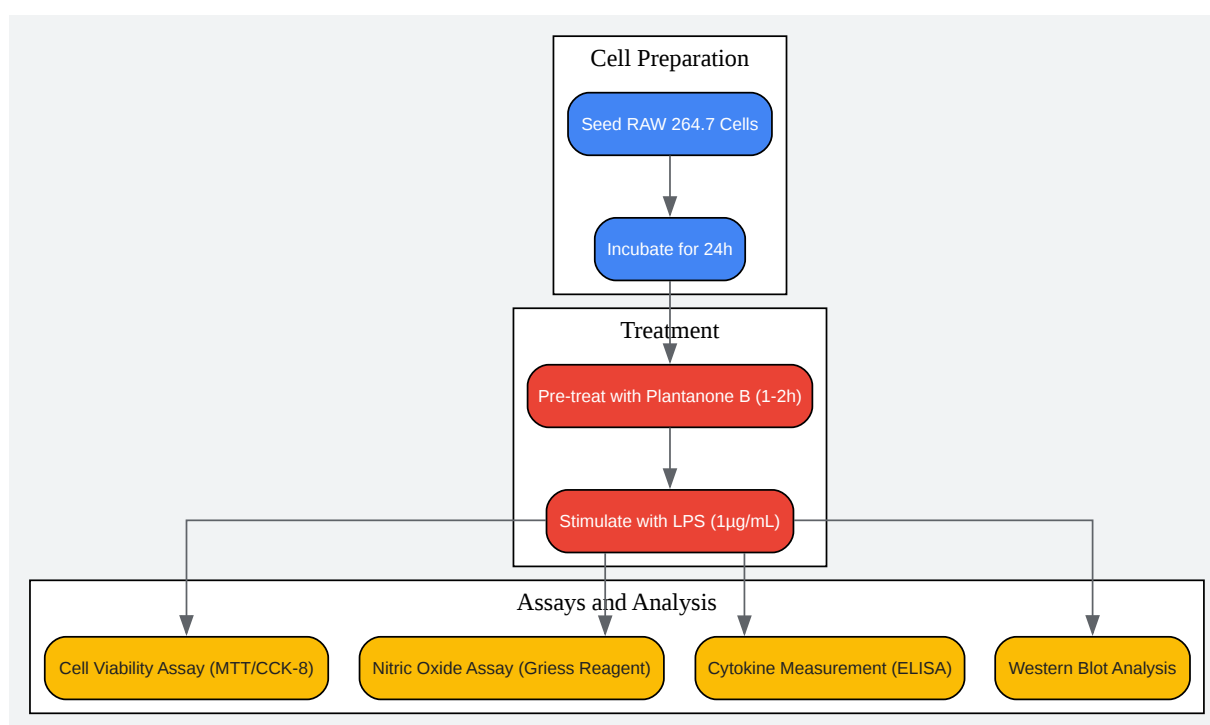 Cell Preparation
Seed RAW 264.7 Cells
Incubate for 24h
Treatment
Pre-treat with Plantanone B (1-2h)
Stimulate with LPS (1µg/mL)
Assays and Analysis
Cell Viability Assay (MTT/CCK-8)
Nitric Oxide Assay (Griess Reagent)
Cytokine Measurement (ELISA)
Western Blot Analysis